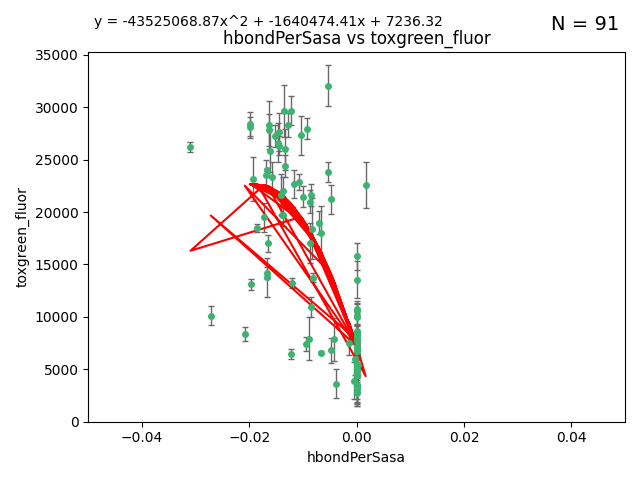 y = -43525068.87x^2 + -1640474.41x + 7236.32
N = 91
hbondPerSasa vs toxgreen_fluor
35000
30000
25000
20000
15000
10000
5000
0
toxgreen_fluor
−0.04
−0.02
0.00
0.02
0.04
hbondPerSasa